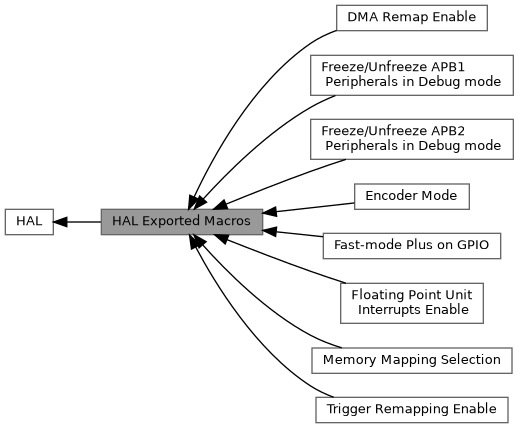 DMA Remap Enable
Freeze/Unfreeze APB1
Peripherals in Debug mode
Freeze/Unfreeze APB2
Peripherals in Debug mode
Encoder Mode
HAL
HAL Exported Macros
Fast-mode Plus on GPIO
Floating Point Unit
Interrupts Enable
Memory Mapping Selection
Trigger Remapping Enable